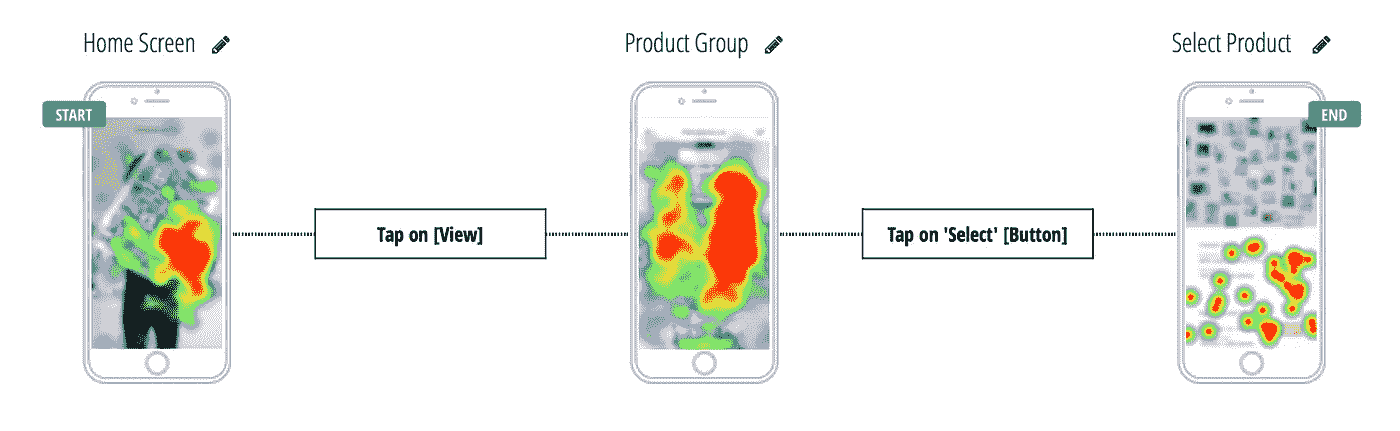 Home Screen
Product Group
Select Product
START
END
Tap on [View]
Tap on 'Select' [Button]